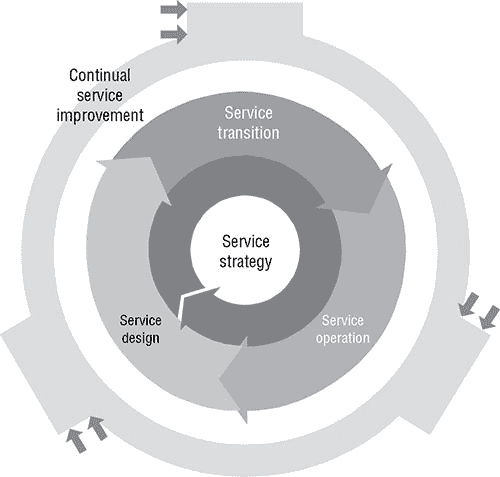 Continual
service
improvement
Service
transition
Service
strategy
Service
design
Service
operation